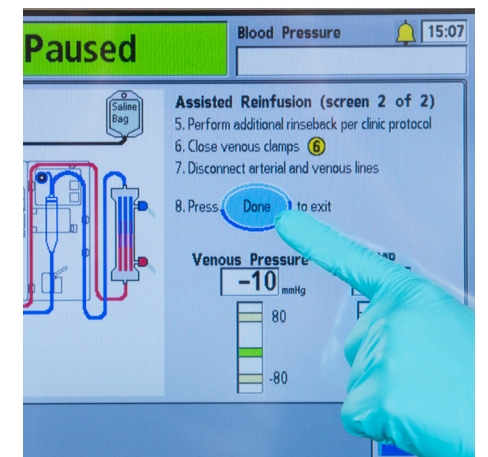 Paused
Blood Pressure
15:07
Saline
Bag
Assisted Reinfusion (screen 2 of 2)
5. Perform additional rinseback per clinic protocol
6. Close venous clamps 6
7. Disconnect arterial and venous lines
8. Press Done to exit
Venous Pressure
-10 mmHg
80
-80